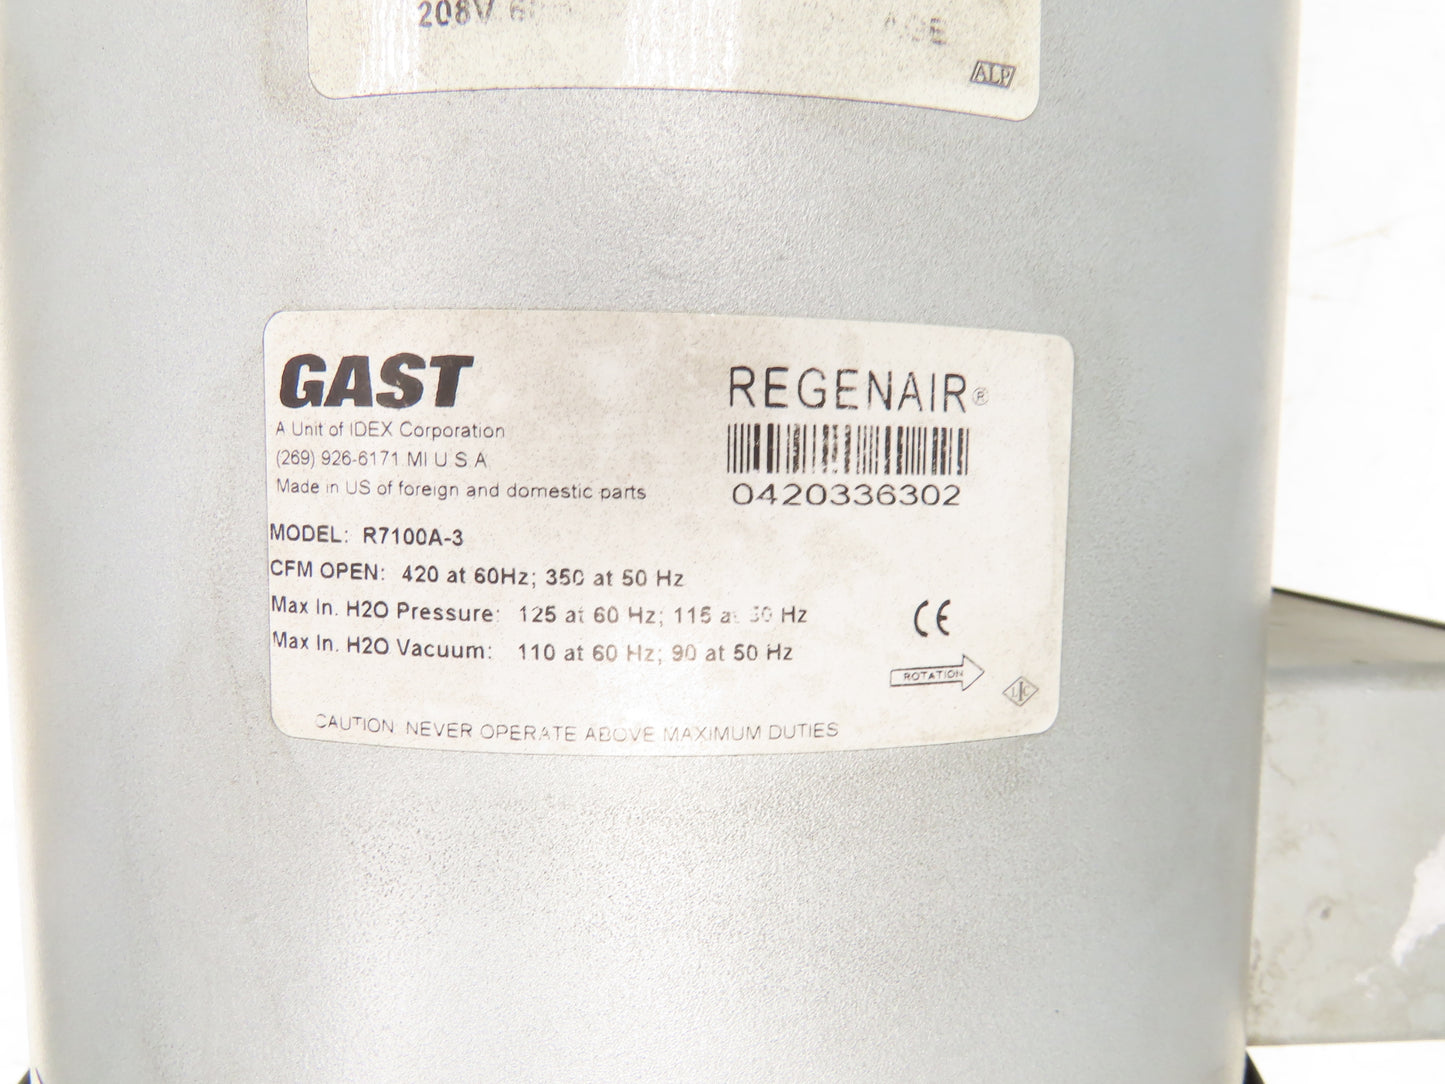 208V
ALP
GAST
A Unit of IDEX Corporation
(269) 926-6171 MI U S A
Made in US of foreign and domestic parts
REGENAIR®
0420336302
MODEL: R7100A-3
CFM OPEN: 420 at 60Hz; 350 at 50 Hz
Max In. H2O Pressure: 125 at 60 Hz; 115 at 50 Hz
Max In. H2O Vacuum: 110 at 60 Hz; 90 at 50 Hz
CE
ROTATION
CAUTION: NEVER OPERATE ABOVE MAXIMUM DUTIES